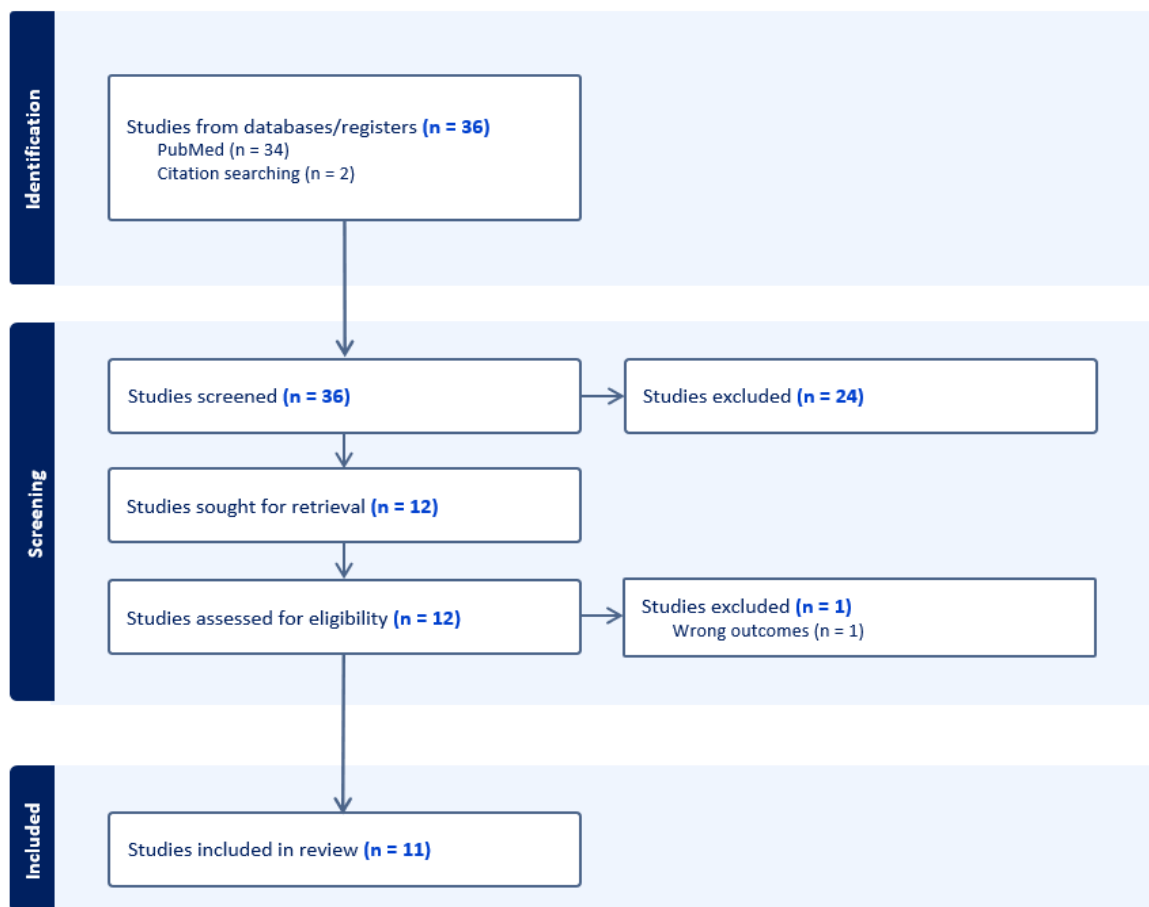 Identification
Studies from databases/registers (n = 36)
PubMed (n = 34)
Citation searching (n = 2)
Screening
Studies screened (n = 36)
Studies excluded (n = 24)
Studies sought for retrieval (n = 12)
Studies assessed for eligibility (n = 12)
Studies excluded (n = 1)
Wrong outcomes (n = 1)
Included
Studies included in review (n = 11)